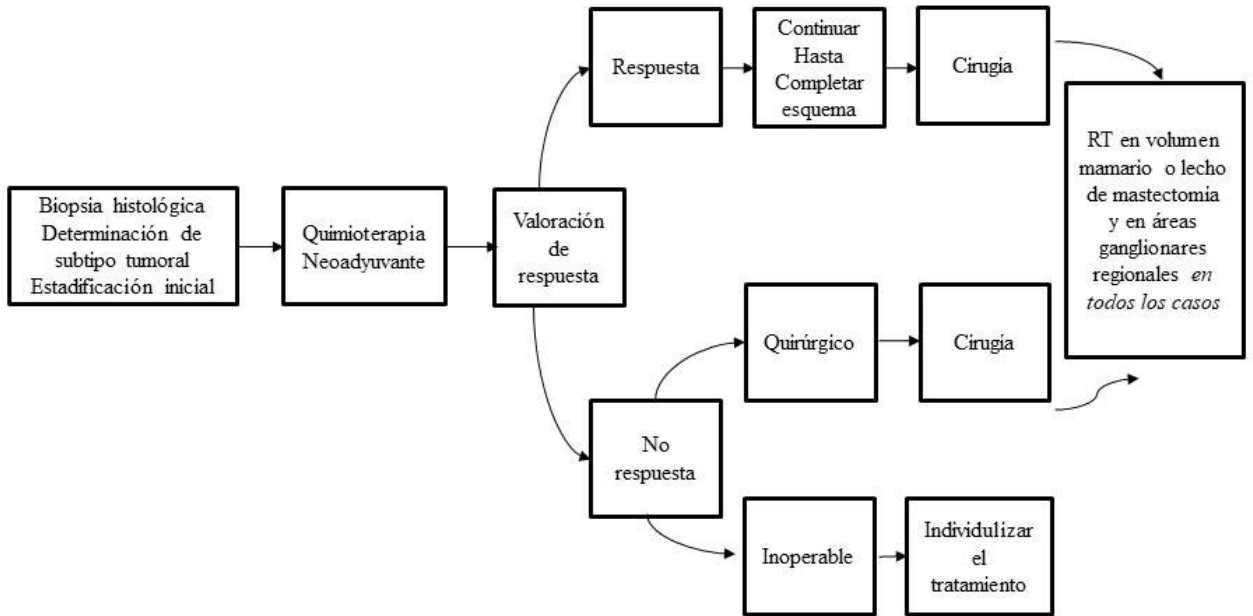 Biopsia histológica
Determinación de
subtipo tumoral
Estadificación inicial
Quimioterapia
Neoadyuvante
Valoración
de
respuesta
Respuesta
Continuar
Hasta
Completar
esquema
Cirugía
RT en volumen
mamario o lecho
de mastectomía
y en áreas
ganglionares
regionales en
todos los casos
No
respuesta
Quirúrgico
Cirugía
Inoperable
Individulizar
el
tratamiento